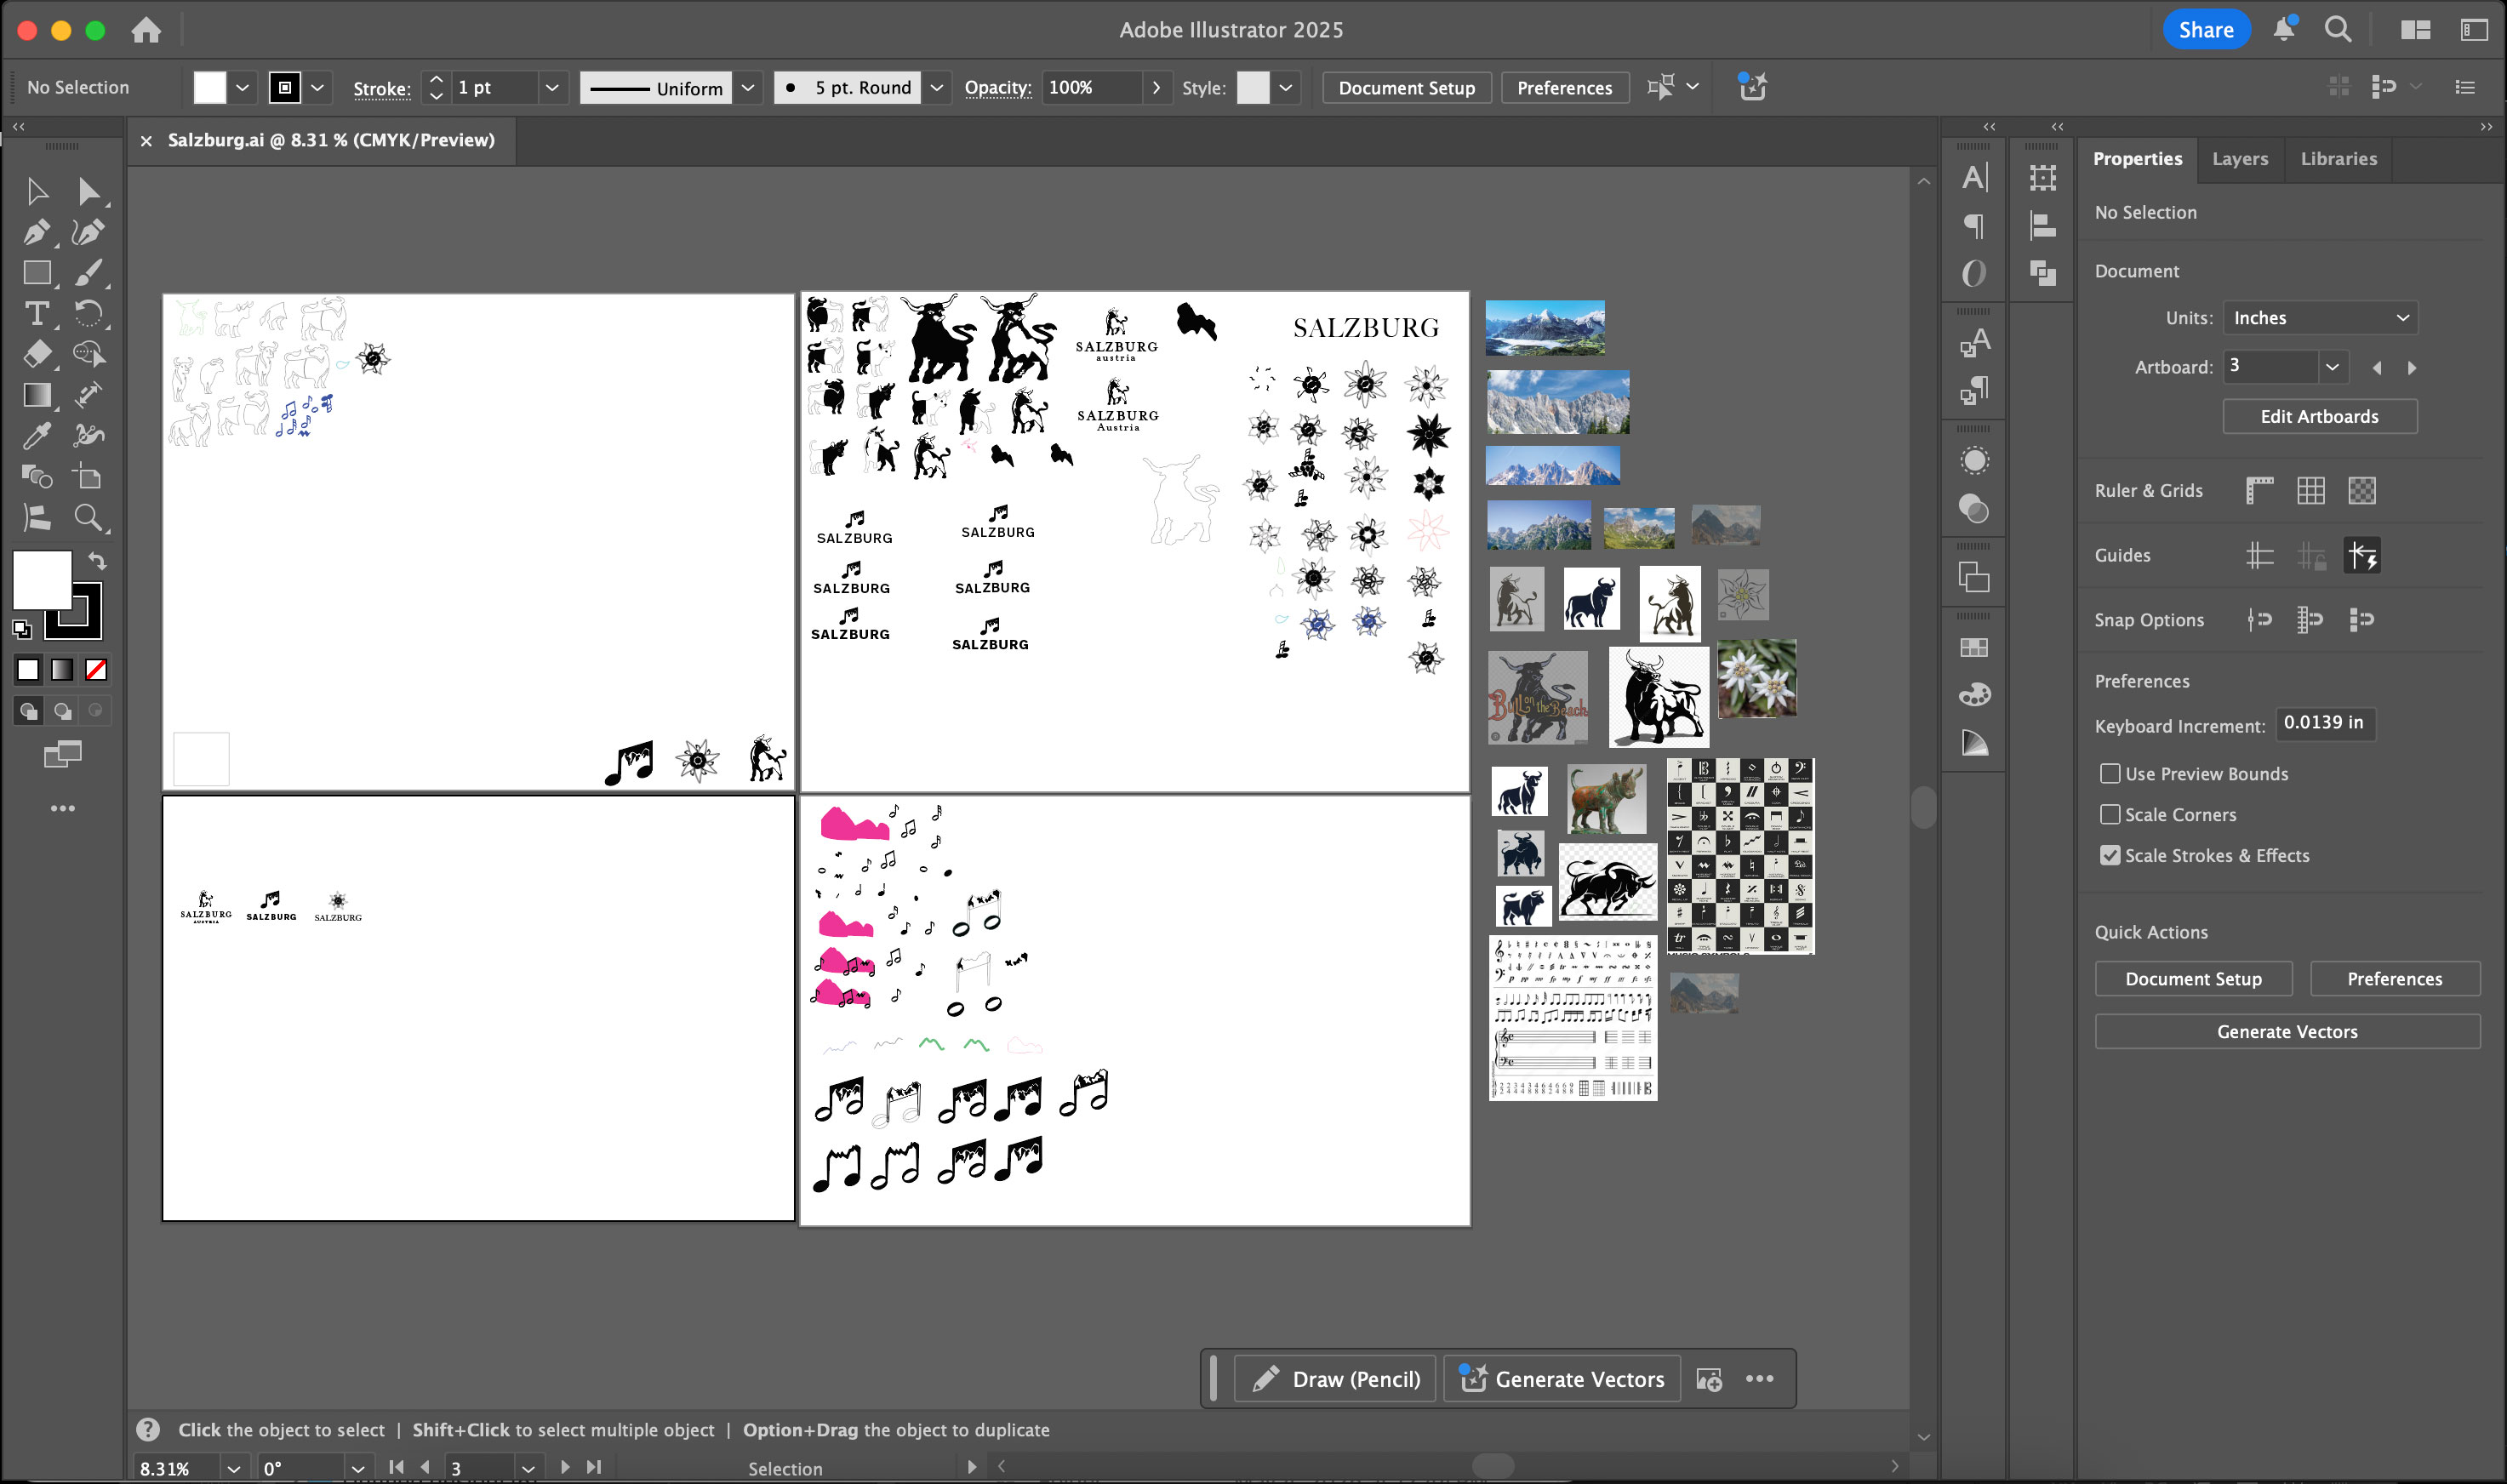 Adobe Illustrator 2025
Share
No Selection
Stroke:
1 pt
Uniform
5 pt. Round
Opacity:
100%
Style:
Document Setup
Preferences
Salzburg.ai @ 8.31 % (CMYK/Preview)
Properties
Layers
Libraries
No Selection
Document
Units:
Inches
Artboard:
3
Edit Artboards
Ruler & Grids
Guides
Snap Options
Preferences
Keyboard Increment:
0.0139 in
Use Preview Bounds
Scale Corners
Scale Strokes & Effects
Quick Actions
Document Setup
Preferences
Generate Vectors
SALZBURG
austria
SALZBURG
Austria
SALZBURG
SALZBURG
SALZBURG
SALZBURG
SALZBURG
SALZBURG
SALZBURG
Bull on the Beach
SALZBURG
AUSTRIA
SALZBURG
SALZBURG
Draw (Pencil)
Generate Vectors
Click the object to select | Shift+Click to select multiple object | Option+Drag the object to duplicate
8.31%
0°
3
Selection